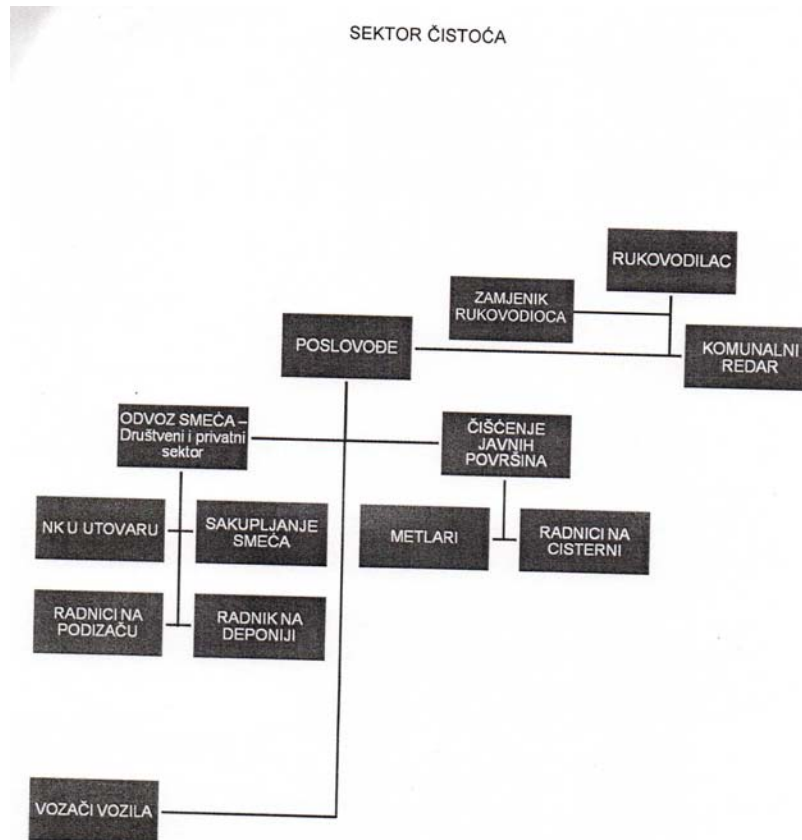 SEKTOR ČISTOĆA
RUKOVODILAC
ZAMJENIK
RUKOVODIOCA
POSLOVOĐE
KOMUNALNI
REDAR
ODVOZ SMEĆA –
Društveni i privatni
sektor
ČIŠĆENJE
JAVNIH
POVRŠINA
NK U UTOVARU
SAKUPLJANJE
SMEĆA
METLARI
RADNICI NA
CISTERNI
RADNICI NA
PODIZAČU
RADNIK NA
DEPONIJI
VOZAČI VOZILA